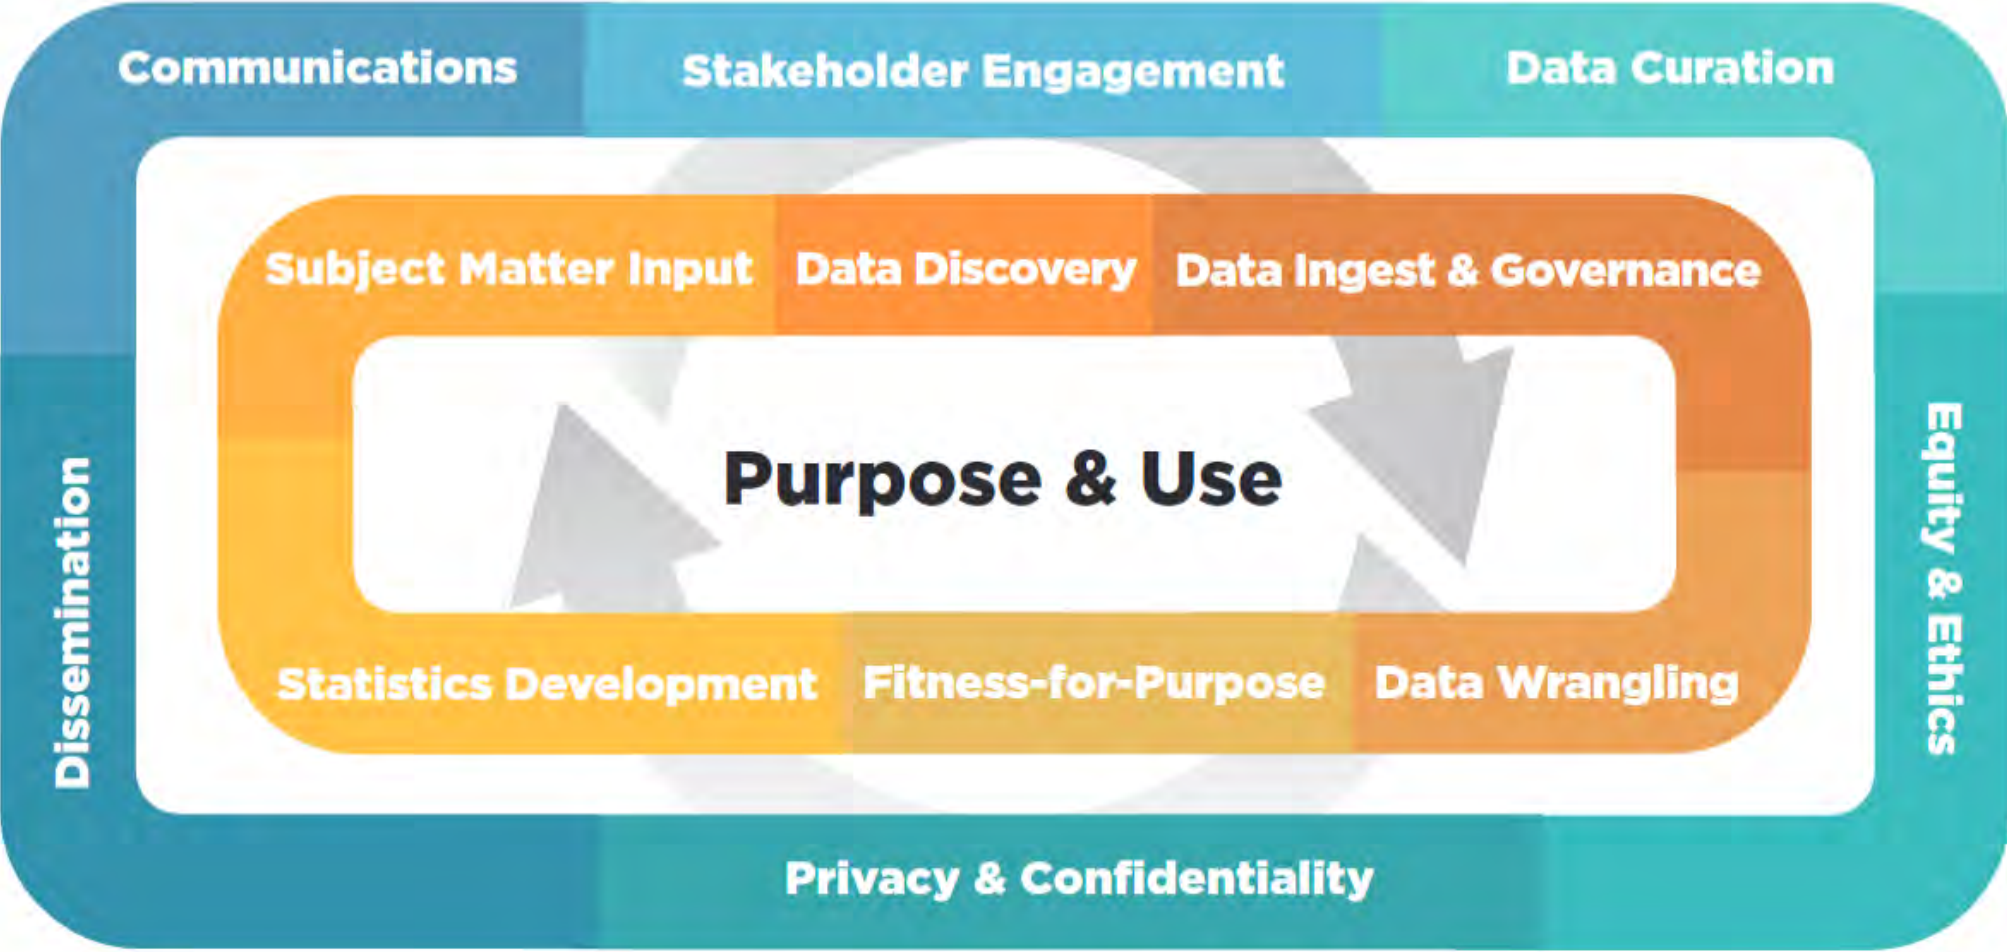 Communications
Stakeholder Engagement
Data Curation
Subject Matter Input
Data Discovery
Data Ingest & Governance
Purpose & Use
Dissemination
Equity & Ethics
Statistics Development
Fitness-for-Purpose
Data Wrangling
Privacy & Confidentiality